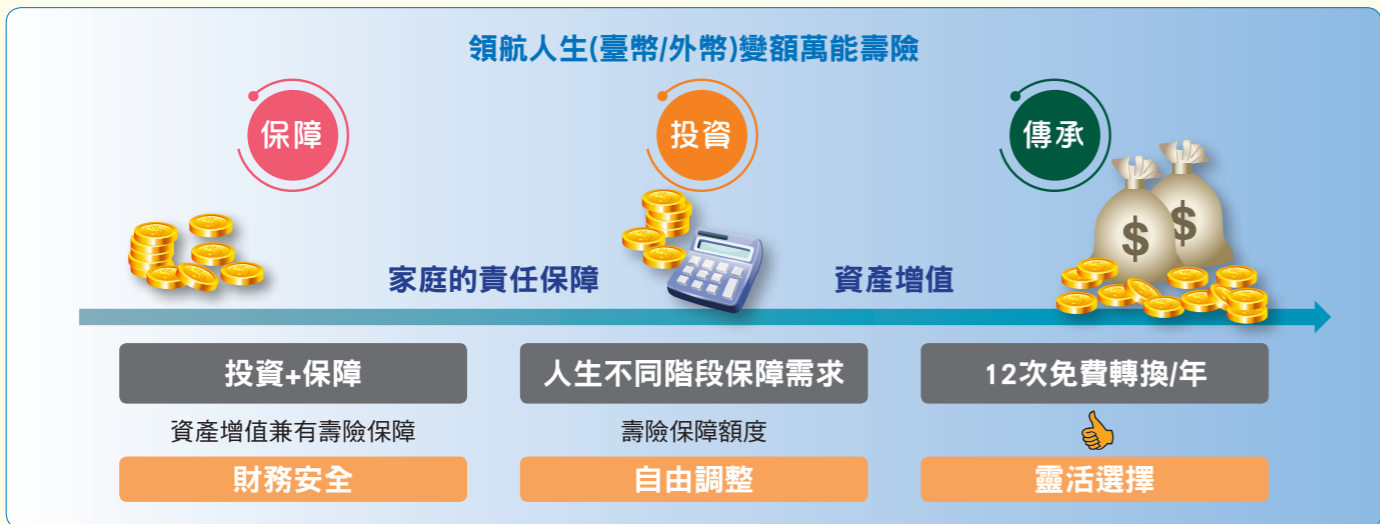 領航人生(臺幣/外幣)變額萬能壽險
保障
投資
傳承
$
$
家庭的責任保障
資產增值
投資+保障
人生不同階段保障需求
12次免費轉換/年
資產增值兼有壽險保障
壽險保障額度
財務安全
自由調整
靈活選擇